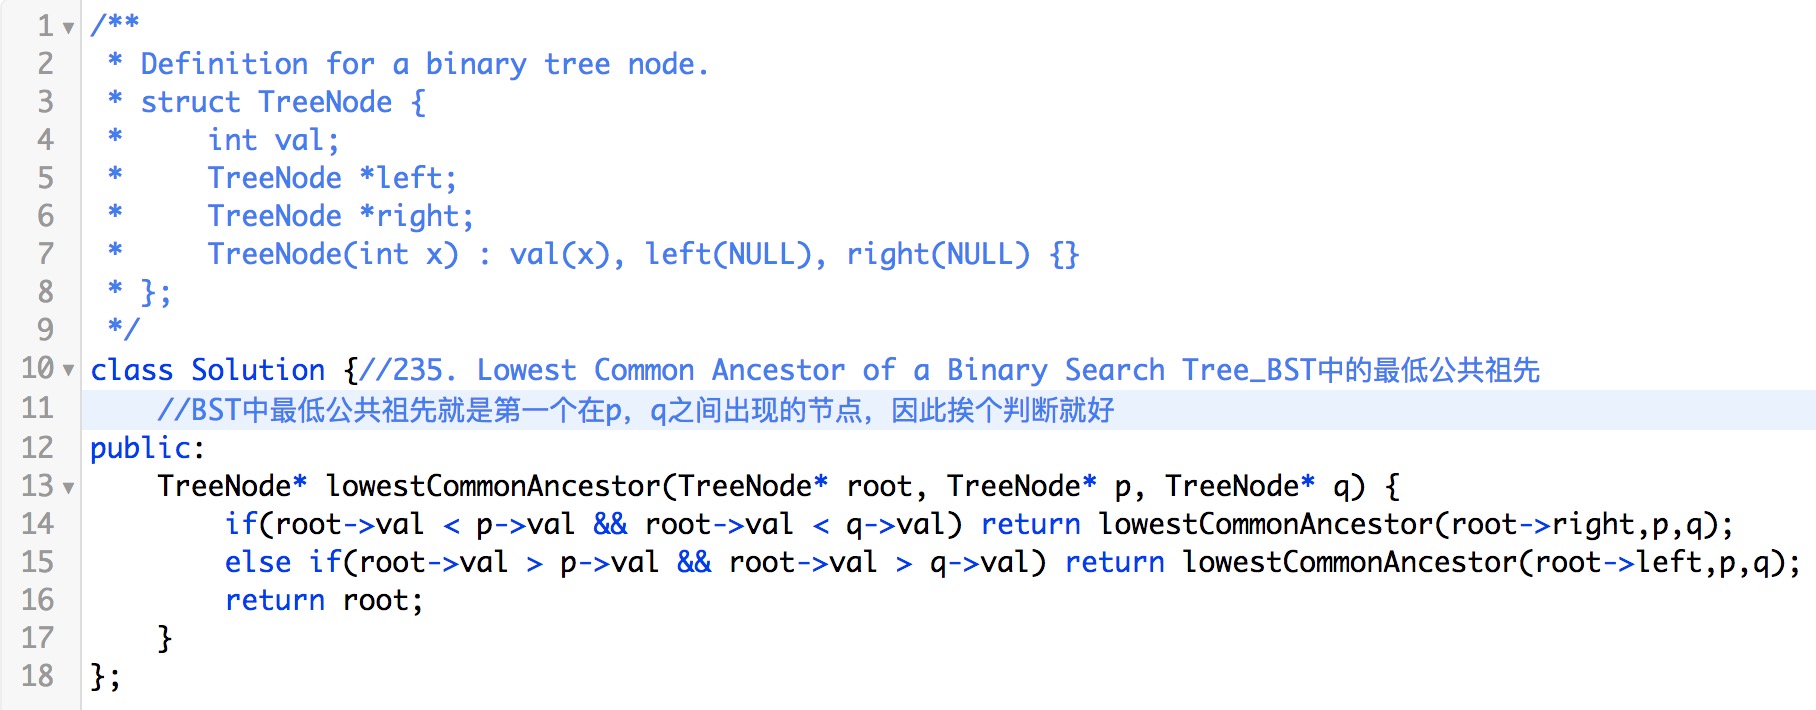 1 /**
2  * Definition for a binary tree node.
3  * struct TreeNode {
4  *     int val;
5  *     TreeNode *left;
6  *     TreeNode *right;
7  *     TreeNode(int x) : val(x), left(NULL), right(NULL) {}
8  * };
9  */
10 class Solution {//235. Lowest Common Ancestor of a Binary Search Tree_BST中的最低公共祖先
11     //BST中最低公共祖先就是第一个在p，q之间出现的节点，因此挨个判断就好
12 public:
13     TreeNode* lowestCommonAncestor(TreeNode* root, TreeNode* p, TreeNode* q) {
14         if(root->val < p->val && root->val < q->val) return lowestCommonAncestor(root->right,p,q);
15         else if(root->val > p->val && root->val > q->val) return lowestCommonAncestor(root->left,p,q);
16         return root;
17     }
18 };